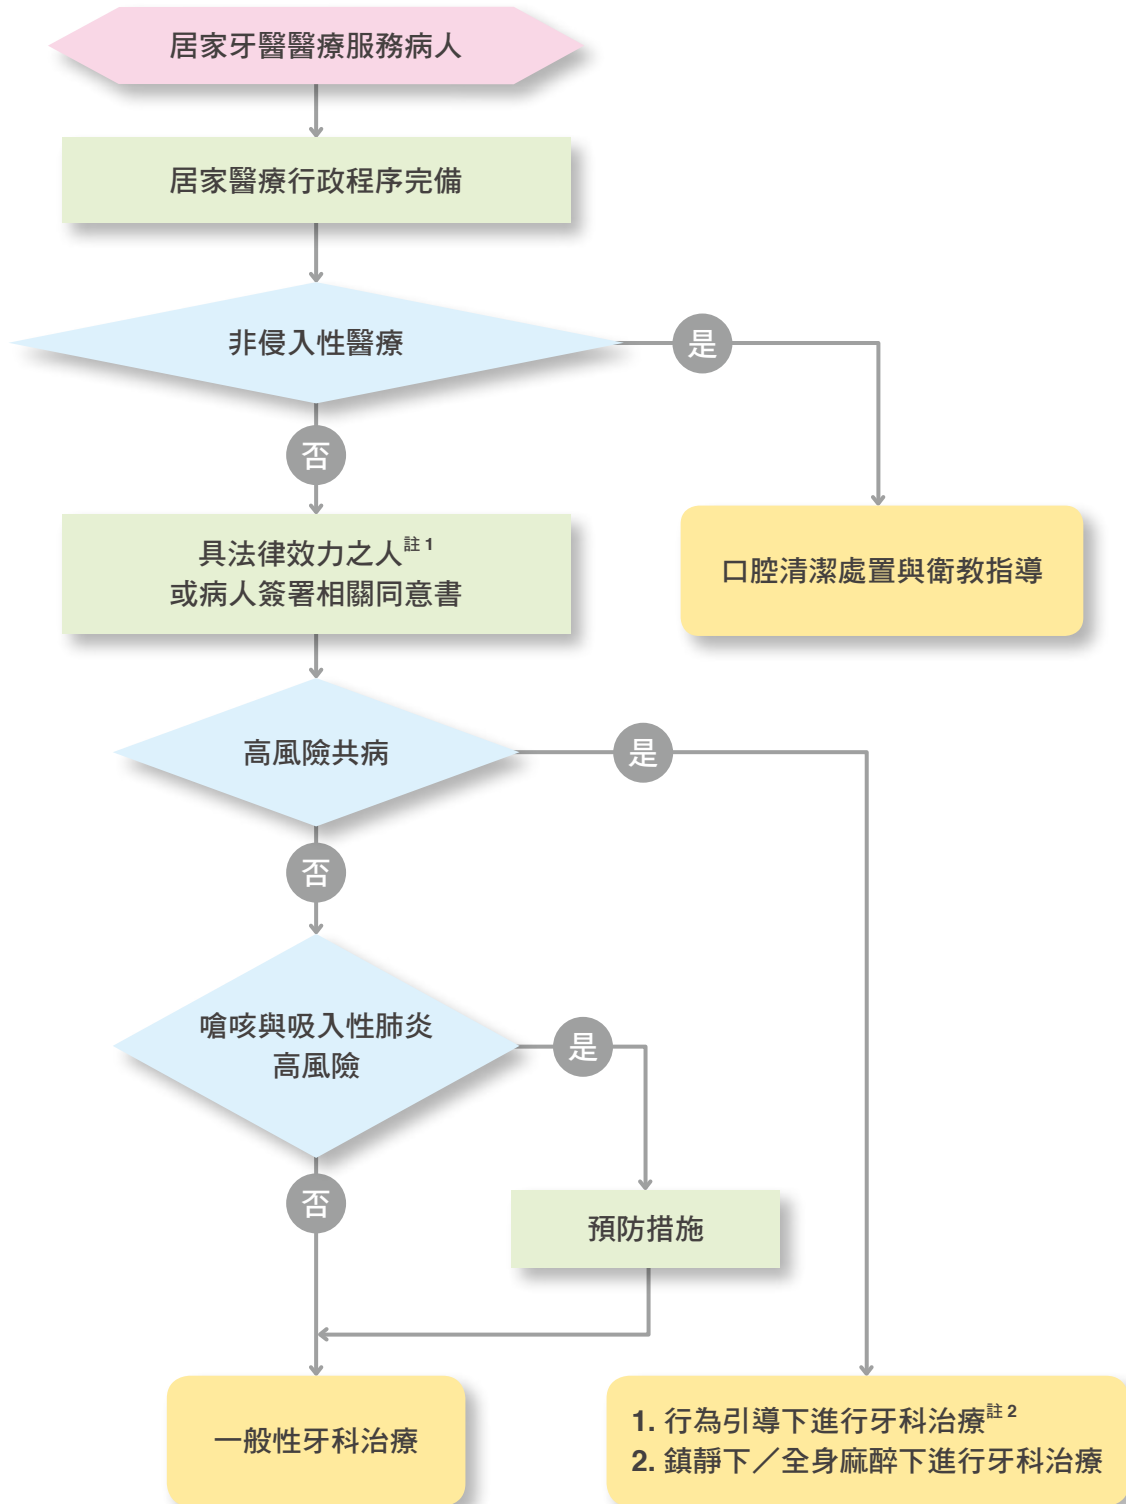 居家牙醫醫療服務病人
居家醫療行政程序完備
非侵入性醫療
是
否
具法律效力之人註1
或病人簽署相關同意書
口腔清潔處置與衛教指導
高風險共病
是
否
嗆咳與吸入性肺炎
高風險
是
否
預防措施
一般性牙科治療
1. 行為引導下進行牙科治療註2
2. 鎮靜下／全身麻醉下進行牙科治療